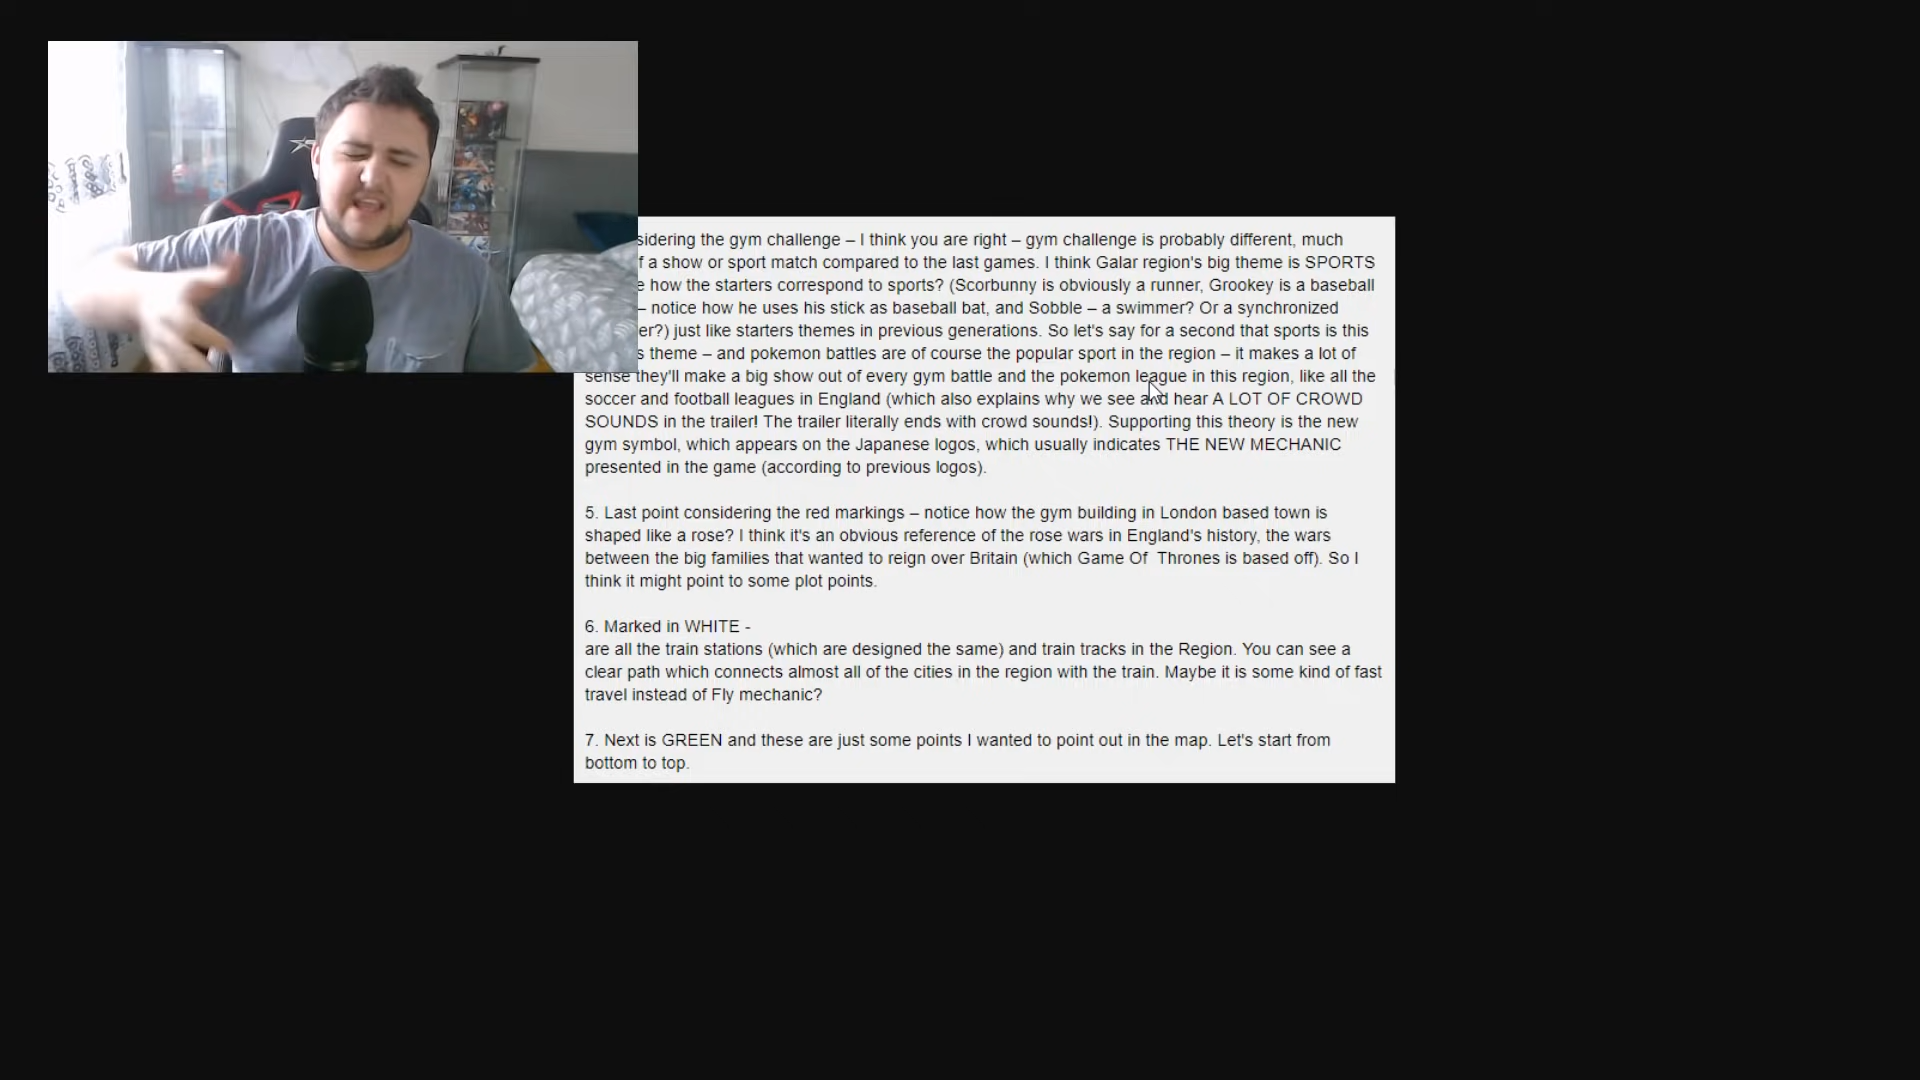 sidering the gym challenge – I think you are right – gym challenge is probably different, much
f a show or sport match compared to the last games. I think Galar region's big theme is SPORTS
e how the starters correspond to sports? (Scorbunny is obviously a runner, Grookey is a baseball
– notice how he uses his stick as baseball bat, and Sobble – a swimmer? Or a synchronized
er?) just like starters themes in previous generations. So let's say for a second that sports is this
s theme – and pokemon battles are of course the popular sport in the region – it makes a lot of
sense they'll make a big show out of every gym battle and the pokemon league in this region, like all the
soccer and football leagues in England (which also explains why we see and hear A LOT OF CROWD
SOUNDS in the trailer! The trailer literally ends with crowd sounds!). Supporting this theory is the new
gym symbol, which appears on the Japanese logos, which usually indicates THE NEW MECHANIC
presented in the game (according to previous logos).
5. Last point considering the red markings – notice how the gym building in London based town is
shaped like a rose? I think it's an obvious reference of the rose wars in England's history, the wars
between the big families that wanted to reign over Britain (which Game Of  Thrones is based off). So I
think it might point to some plot points.
6. Marked in WHITE -
are all the train stations (which are designed the same) and train tracks in the Region. You can see a
clear path which connects almost all of the cities in the region with the train. Maybe it is some kind of fast
travel instead of Fly mechanic?
7. Next is GREEN and these are just some points I wanted to point out in the map. Let's start from
bottom to top.